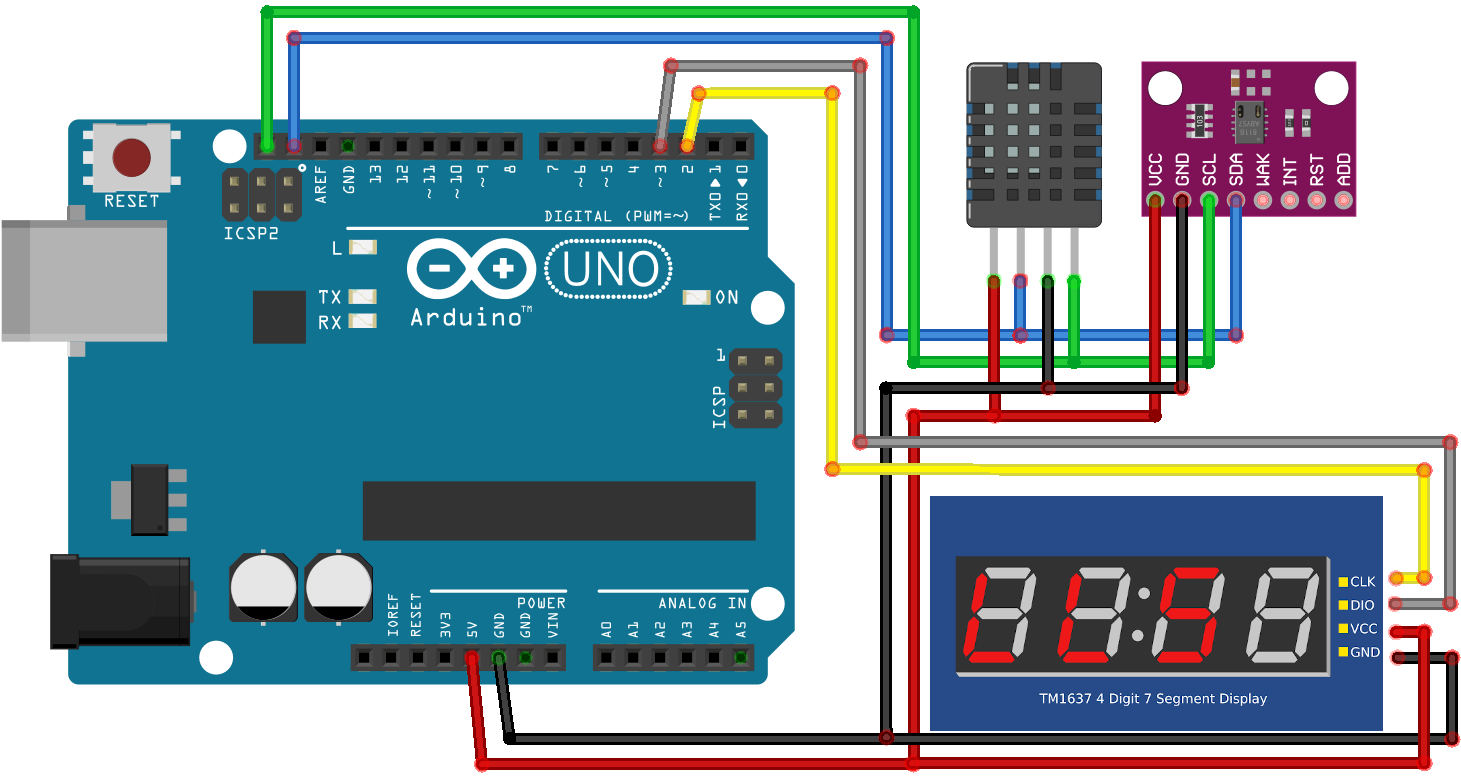 RESET
ICSP2
AREF
GND
13
12
~11
~10
~9
8
7
~6
~5
4
~3
2
TX0▶1
RX0◀0
DIGITAL (PWM=~)
L
TX
RX
UNO
Arduino™
ON
1
ICSP
IOREF
RESET
3V3
5V
GND
GND
VIN
POWER
ANALOG IN
A0
A1
A2
A3
A4
A5
103
VCC
GND
SCL
SDA
WAK
INT
RST
ADD
CLK
DIO
VCC
GND
TM1637 4 Digit 7 Segment Display